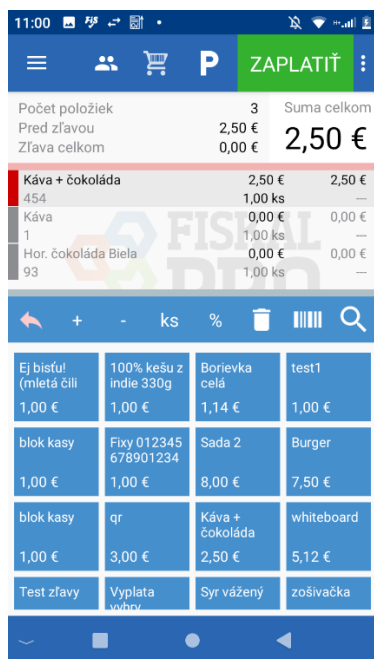 11:00
P
ZAPLATIŤ
Počet položiek 3 Suma celkom
Pred zľavou 2,50 € 2,50 €
Zľava celkom 0,00 €
Káva + čokoláda 2,50 € 2,50 €
454 1,00 ks
Káva 0,00 € 0,00 €
1 1,00 ks ---
Hor. čokoláda Biela 0,00 € 0,00 €
93 1,00 ks ---
FISKAL
PRO
+ - ks %
Ej bisťu! 100% kešu z Borievka test1
(mletá čili indie 330g celá
1,00 € 1,00 € 1,14 € 1,00 €
blok kasy Fixy 012345 Sada 2 Burger
678901234
1,00 € 1,00 € 8,00 € 7,50 €
blok kasy qr Káva + whiteboard
čokoláda
1,00 € 3,00 € 2,50 € 5,12 €
Test zľavy Vyplata Syr vážený zošívačka
vyhry